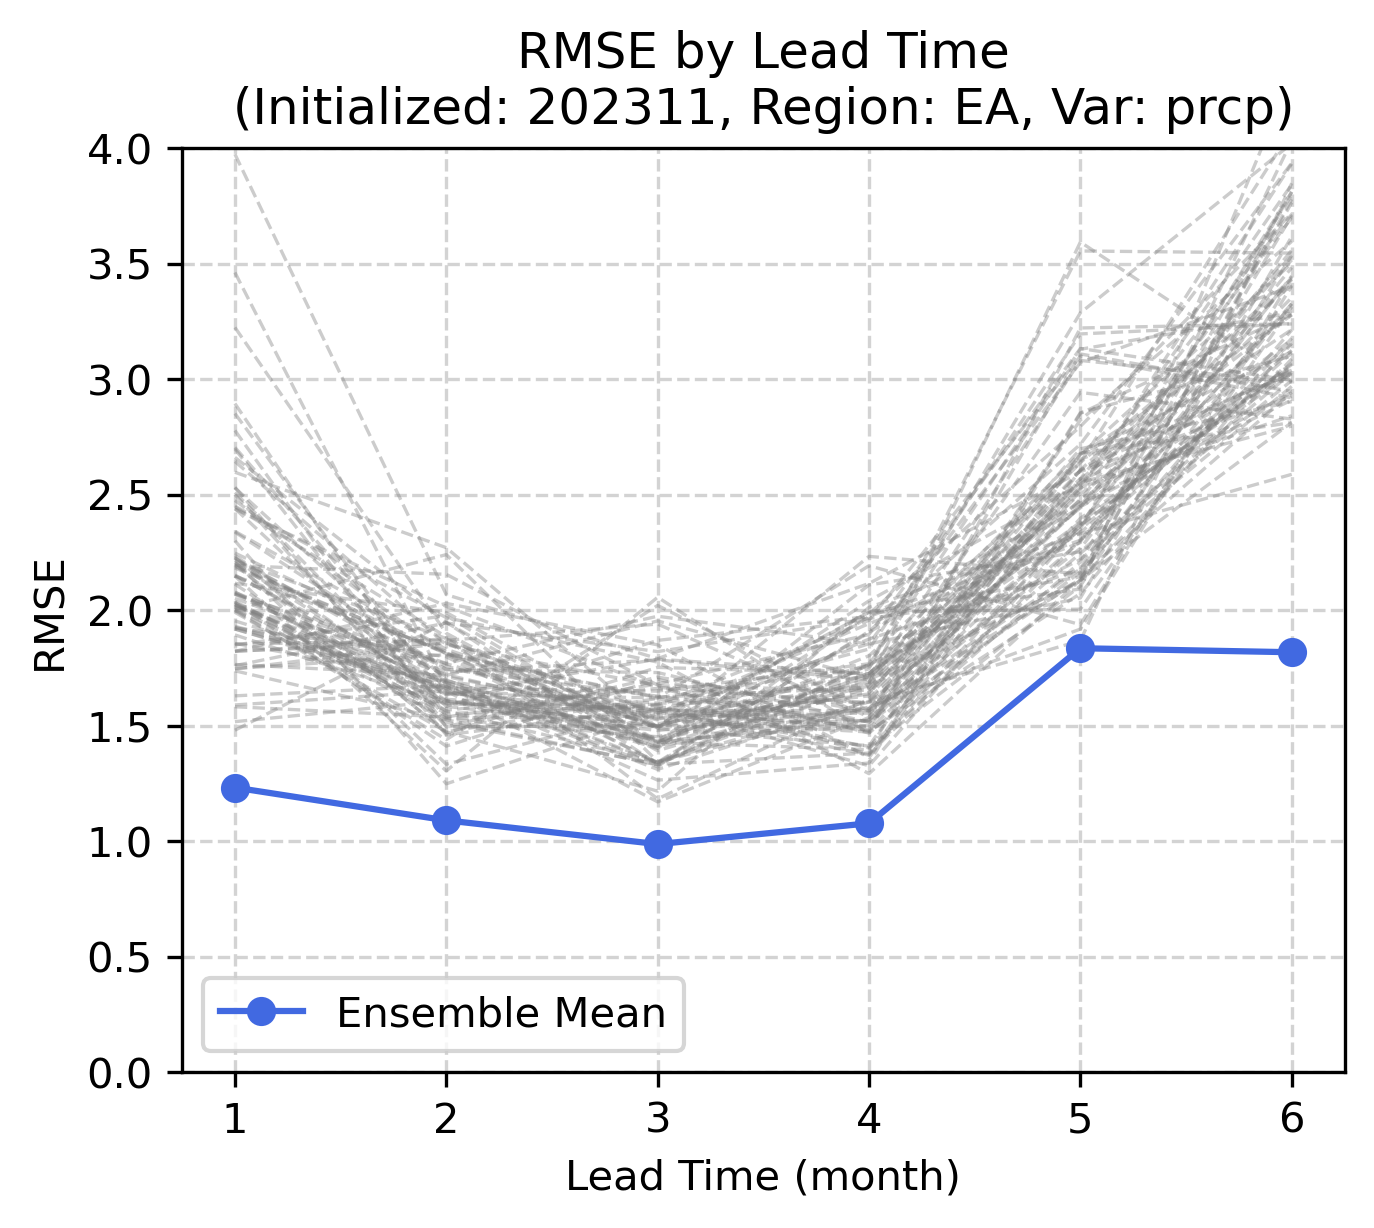 RMSE by Lead Time
(Initialized: 202311, Region: EA, Var: prcp)
4.0
3.5
3.0
2.5
2.0
1.5
1.0
0.5
0.0
RMSE
Ensemble Mean
1 2 3 4 5 6
Lead Time (month)